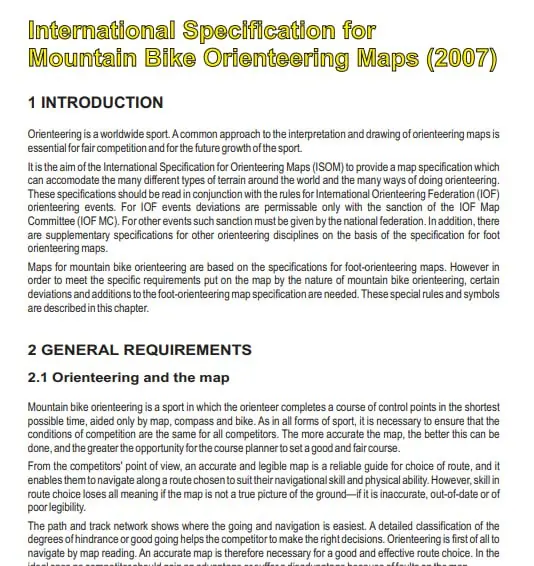 International Specification for
Mountain Bike Orienteering Maps (2007)
1 INTRODUCTION
Orienteering is a worldwide sport. A common approach to the interpretation and drawing of orienteering maps is
essential for fair competition and for the future growth of the sport.
It is the aim of the International Specification for Orienteering Maps (ISOM) to provide a map specification which
can accomodate the many different types of terrain around the world and the many ways of doing orienteering.
These specifications should be read in conjunction with the rules for International Orienteering Federation (IOF)
orienteering events. For IOF events deviations are permissable only with the sanction of the IOF Map
Committee (IOF MC). For other events such sanction must be given by the national federation. In addition, there
are supplementary specifications for other orienteering disciplines on the basis of the specification for foot
orienteering maps.
Maps for mountain bike orienteering are based on the specifications for foot-orienteering maps. However in
order to meet the specific requirements put on the map by the nature of mountain bike orienteering, certain
deviations and additions to the foot-orienteering map specification are needed. These special rules and symbols
are described in this chapter.
2 GENERAL REQUIREMENTS
2.1 Orienteering and the map
Mountain bike orienteering is a sport in which the orienteer completes a course of control points in the shortest
possible time, aided only by map, compass and bike. As in all forms of sport, it is necessary to ensure that the
conditions of competition are the same for all competitors. The more accurate the map, the better this can be
done, and the greater the opportunity for the course planner to set a good and fair course.
From the competitors' point of view, an accurate and legible map is a reliable guide for choice of route, and it
enables them to navigate along a route chosen to suit their navigational skill and physical ability. However, skill in
route choice loses all meaning if the map is not a true picture of the ground—if it is inaccurate, out-of-date or of
poor legibility.
The path and track network shows where the going and navigation is easiest. A detailed classification of the
degrees of hindrance or good going helps the competitor to make the right decisions. Orienteering is first of all to
navigate by map reading. An accurate map is therefore necessary for a good and effective route choice. In the